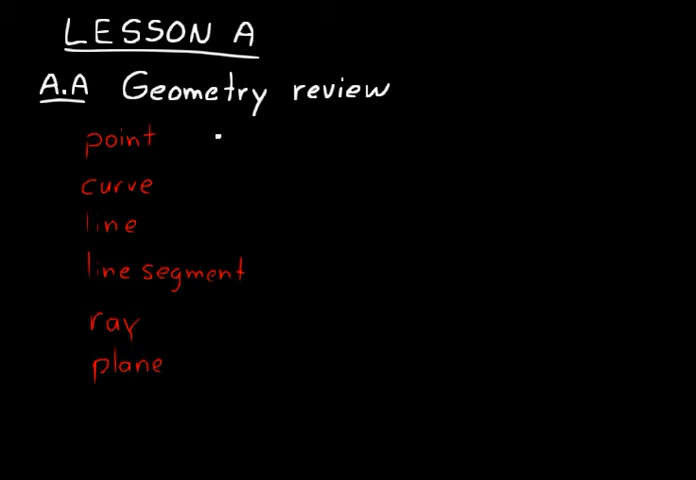 LESSON A
A.A Geometry review
point
curve
line
line segment
ray
plane